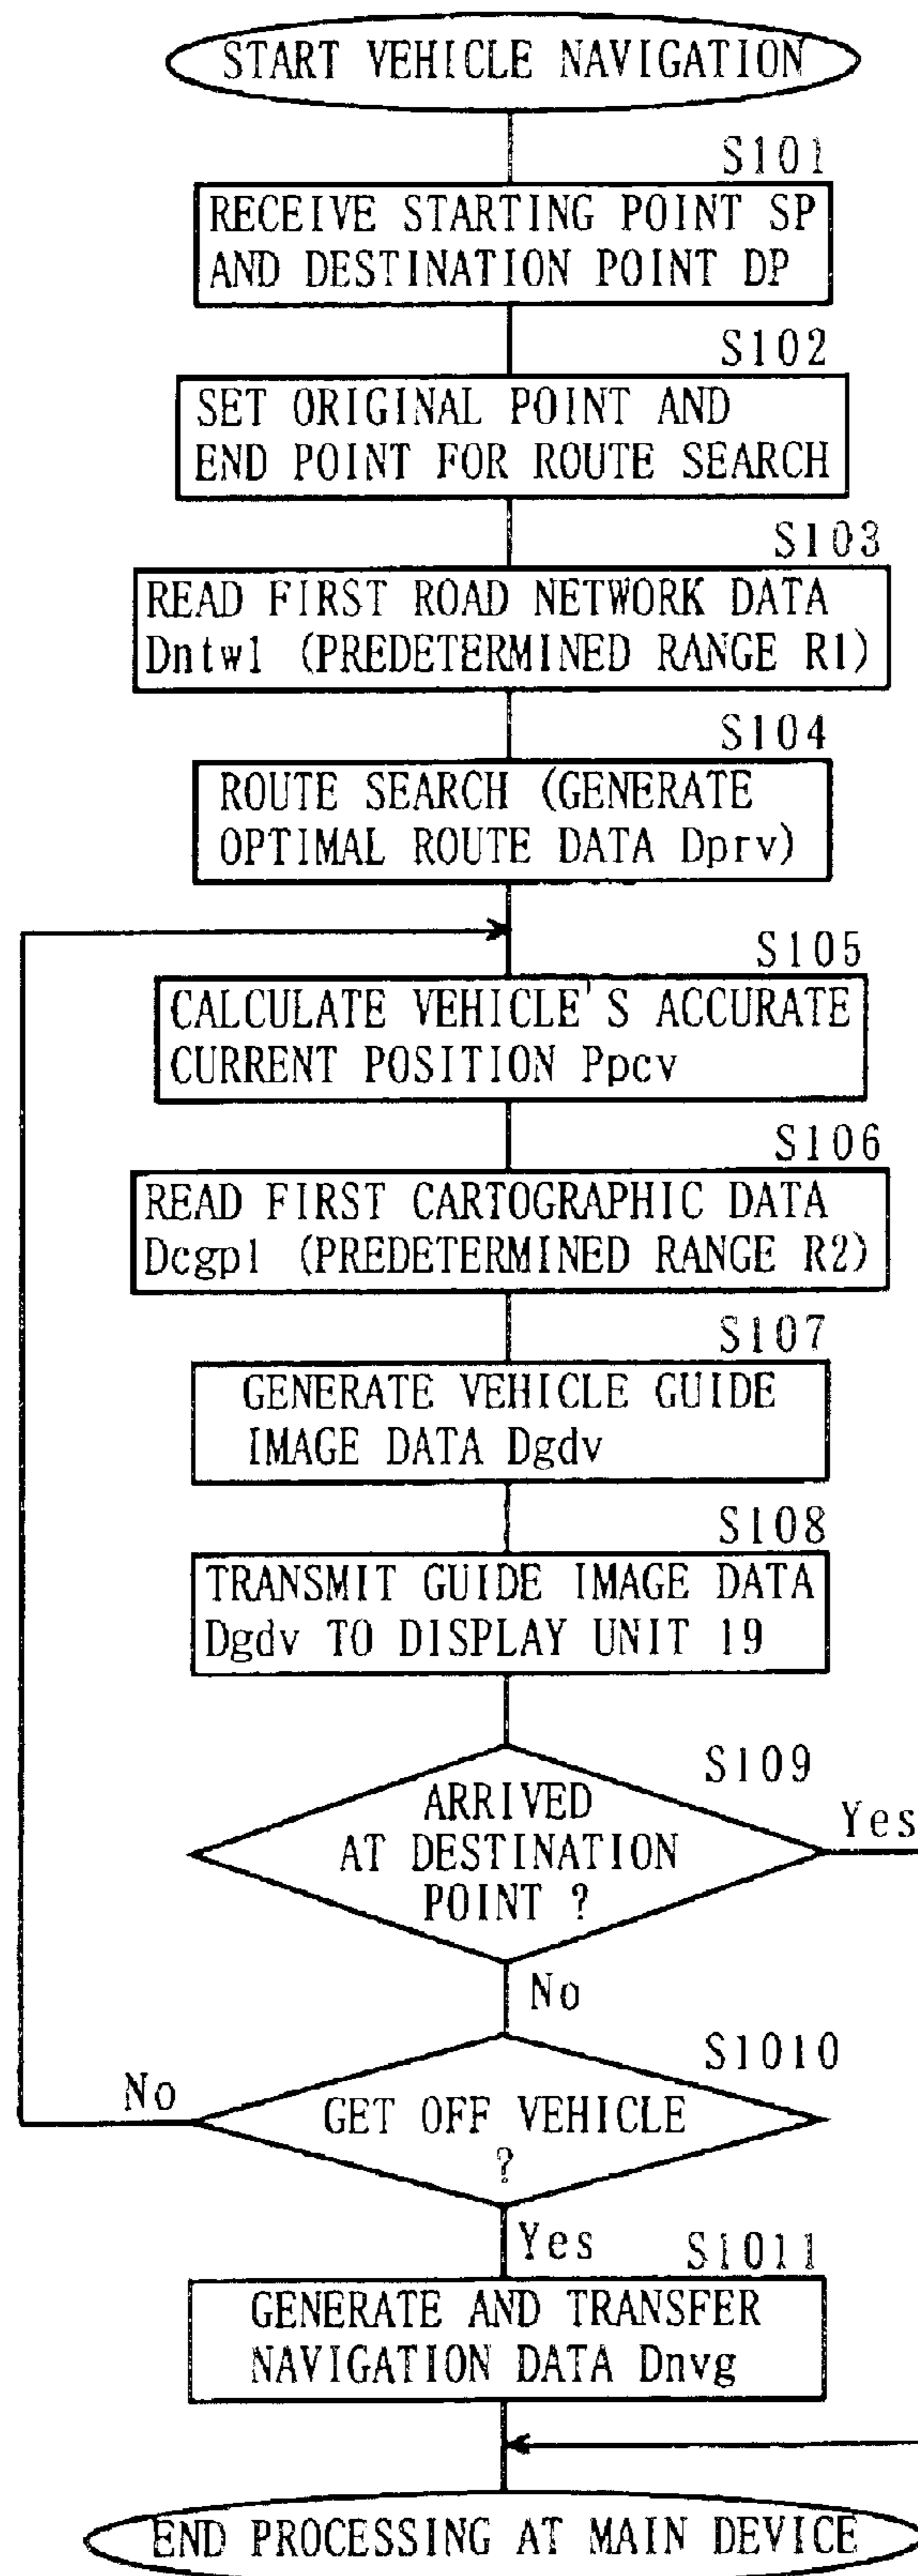 START VEHICLE NAVIGATION
S101
RECEIVE STARTING POINT SP
AND DESTINATION POINT DP
S102
SET ORIGINAL POINT AND
END POINT FOR ROUTE SEARCH
S103
READ FIRST ROAD NETWORK DATA
Dntw1 (PREDETERMINED RANGE R1)
S104
ROUTE SEARCH (GENERATE
OPTIMAL ROUTE DATA Dprv)
S105
CALCULATE VEHICLE'S ACCURATE
CURRENT POSITION Ppcv
S106
READ FIRST CARTOGRAPHIC DATA
Dcgp1 (PREDETERMINED RANGE R2)
S107
GENERATE VEHICLE GUIDE
IMAGE DATA Dgdv
S108
TRANSMIT GUIDE IMAGE DATA
Dgdv TO DISPLAY UNIT 19
S109
ARRIVED
AT DESTINATION
POINT ?
Yes
No
S1010
GET OFF VEHICLE
?
No
Yes
S1011
GENERATE AND TRANSFER
NAVIGATION DATA Dnvg
END PROCESSING AT MAIN DEVICE